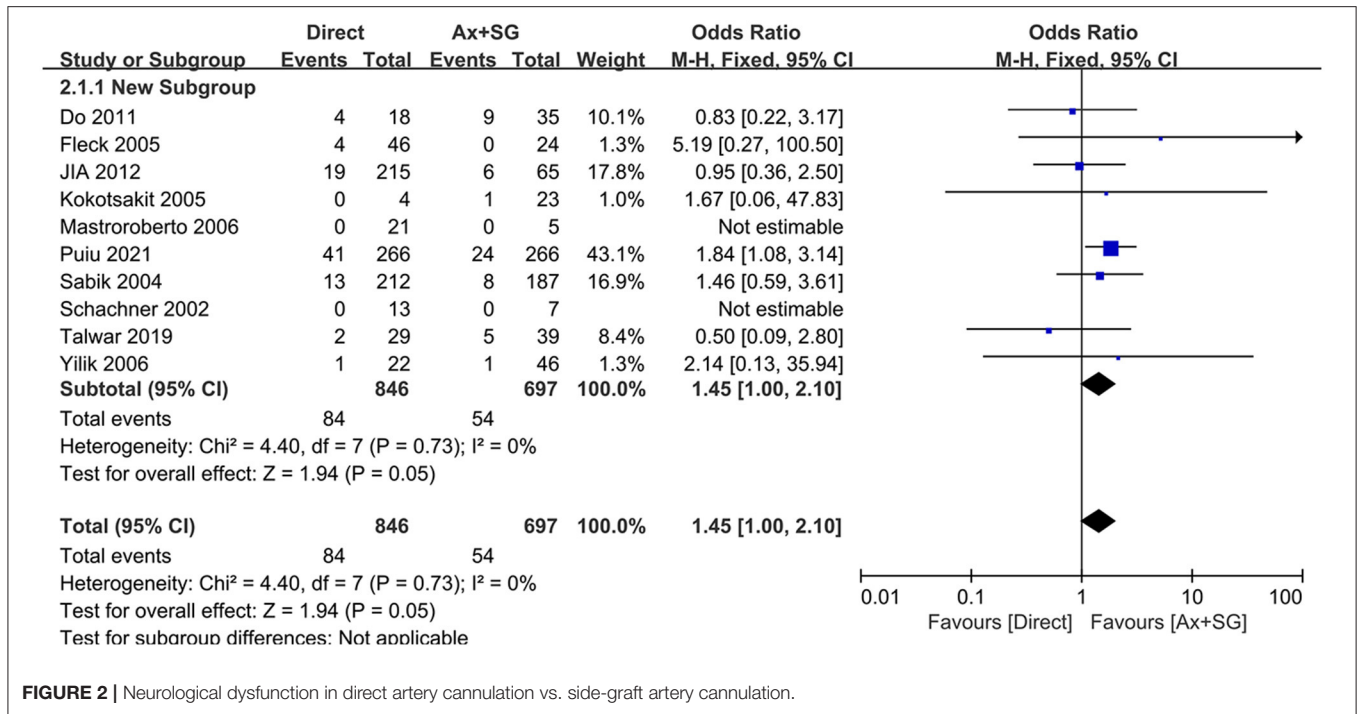 Direct Ax+SG Odds Ratio Odds Ratio
Study or Subgroup Events Total Events Total Weight M-H, Fixed, 95% CI M-H, Fixed, 95% CI
2.1.1 New Subgroup
Do 2011 4 18 9 35 10.1% 0.83 [0.22, 3.17]
Fleck 2005 4 46 0 24 1.3% 5.19 [0.27, 100.50]
JIA 2012 19 215 6 65 17.8% 0.95 [0.36, 2.50]
Kokotsakit 2005 0 4 1 23 1.0% 1.67 [0.06, 47.83]
Mastroroberto 2006 0 21 0 5 Not estimable
Puiu 2021 41 266 24 266 43.1% 1.84 [1.08, 3.14]
Sabik 2004 13 212 8 187 16.9% 1.46 [0.59, 3.61]
Schachner 2002 0 13 0 7 Not estimable
Talwar 2019 2 29 5 39 8.4% 0.50 [0.09, 2.80]
Yilik 2006 1 22 1 46 1.3% 2.14 [0.13, 35.94]
Subtotal (95% CI) 846 697 100.0% 1.45 [1.00, 2.10]
Total events 84 54
Heterogeneity: Chi² = 4.40, df = 7 (P = 0.73); I² = 0%
Test for overall effect: Z = 1.94 (P = 0.05)
Total (95% CI) 846 697 100.0% 1.45 [1.00, 2.10]
Total events 84 54
Heterogeneity: Chi² = 4.40, df = 7 (P = 0.73); I² = 0%
Test for overall effect: Z = 1.94 (P = 0.05)
Test for subgroup differences: Not applicable
0.01 0.1 1 10 100
Favours [Direct] Favours [Ax+SG]
FIGURE 2 | Neurological dysfunction in direct artery cannulation vs. side-graft artery cannulation.